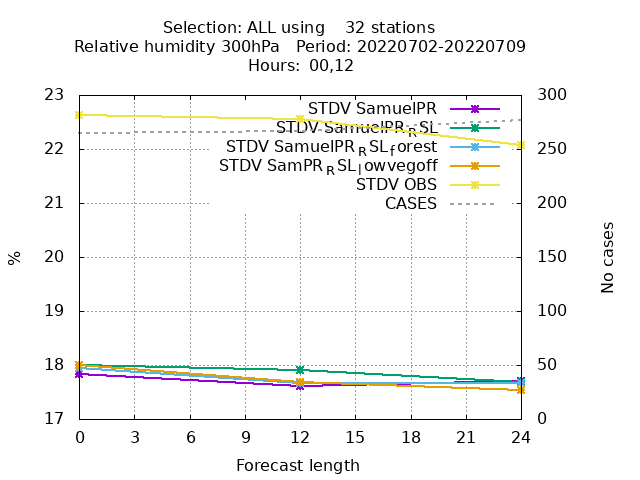 Selection: ALL using 32 stations
Relative humidity 300hPa Period: 20220702-20220709
Hours: 00,12
23 300
STDV SamuelPR
STDV SamuelPR_RSL
22 250
STDV SamuelPR_RSL_forest
STDV SamPR_RSL_lowvegoff
STDV OBS
21 200
CASES
20 150
%
No cases
19 100
18 50
17 0
0 3 6 9 12 15 18 21 24
Forecast length